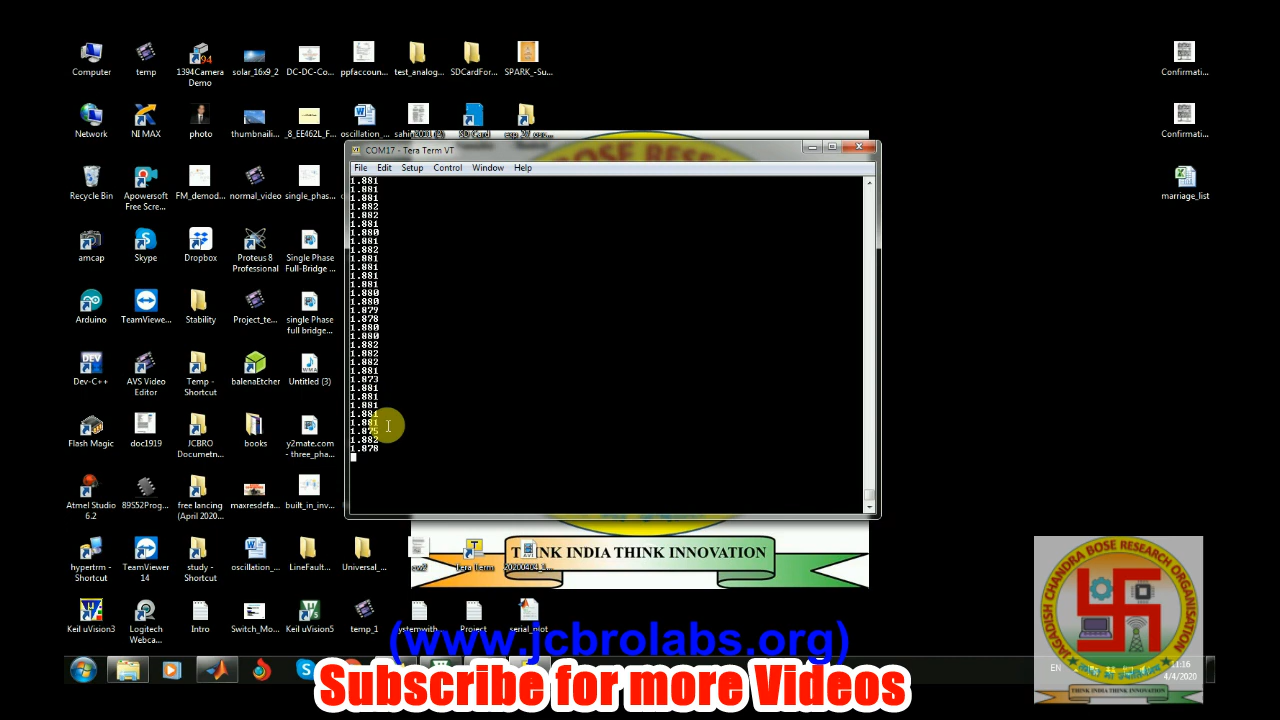 Computer
temp
1394Camera Demo
solar_16x9_2
DC-DC-Co...
ppfaccoun...
test_analog...
SDCardFor...
SPARK_-Su...
Confirmati...
Network
NI MAX
photo
thumbnaili...
_8_EE462L_F...
oscillation_...
SD Card
Confirmati...
Recycle Bin
Apowersoft Free Scre...
FM_demod...
normal_video
single_phas...
marriage_list
amcap
Skype
Dropbox
Proteus 8 Professional
Single Phase Full-Bridge ...
Arduino
TeamViewe...
Stability
Project_te...
single Phase full bridge...
Dev-C++
AVS Video Editor
Temp - Shortcut
balenaEtcher
Untitled (3)
Flash Magic
doc1919
JCBRO Documetn...
books
y2mate.com - three_pha...
Atmel Studio 6.2
89S52Prog...
free lancing (April 2020...
maxresdefa...
built_in_inv...
hypertrm - Shortcut
TeamViewer 14
study - Shortcut
oscillation_...
LineFault...
Universal_...
Tera Term
Keil uVision3
Logitech Webca...
Intro
Switch_Mo...
Keil uVision5
temp_1
Project
serial_plot
BOSE RESEAR
COM17 - Tera Term VT
File Edit Setup Control Window Help
1.881
1.881
1.881
1.882
1.882
1.881
1.880
1.881
1.882
1.881
1.881
1.881
1.881
1.880
1.880
1.879
1.878
1.880
1.880
1.882
1.882
1.882
1.881
1.873
1.881
1.881
1.881
1.881
1.881
1.875
1.882
1.878
THINK INDIA THINK INNOVATION
JAGADISH CHANDRA BOSE RESEARCH ORGANISATION
THINK INDIA THINK INNOVATION
(www.jcbrolabs.org)
Subscribe for more Videos
EN
11:16
4/4/2020